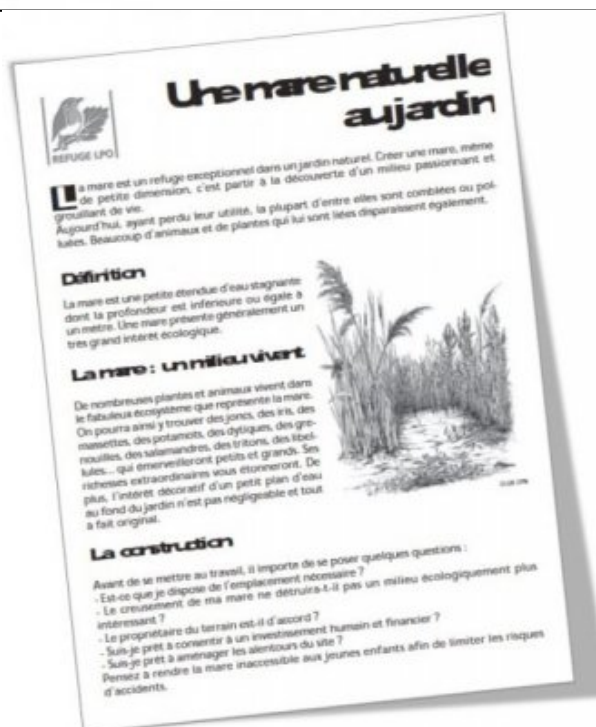 Une mare naturelle
au jardin
REFUGE LPO
La mare est un refuge exceptionnel dans un jardin naturel. Créer une mare, même
de petite dimension, c'est partir à la découverte d'un milieu passionnant et
grouillant de vie.
Aujourd'hui, ayant perdu leur utilité, la plupart d'entre elles sont comblées ou pol-
luées. Beaucoup d'animaux et de plantes qui lui sont liées disparaissent également.
Définition
La mare est une petite étendue d'eau stagnante
dont la profondeur est inférieure ou égale à
un mètre. Une mare présente généralement un
très grand intérêt écologique.
La mare : un milieu vivant
De nombreuses plantes et animaux vivent dans
le fabuleux écosystème que représente la mare.
On pourra ainsi y trouver des joncs, des iris, des
massettes, des potamots, des dytiques, des gre-
nouilles, des salamandres, des tritons, des libel-
lules... qui émerveilleront petits et grands. Ses
richesses extraordinaires vous étonneront. De
plus, l'intérêt décoratif d'un petit plan d'eau
au fond du jardin n'est pas négligeable et tout
à fait original.
La construction
Avant de se mettre au travail, il importe de se poser quelques questions :
- Est-ce que je dispose de l'emplacement nécessaire ?
- Le creusement de ma mare ne détruira-t-il pas un milieu écologiquement plus
intéressant ?
- Le propriétaire du terrain est-il d'accord ?
- Suis-je prêt à consentir à un investissement humain et financier ?
- Suis-je prêt à aménager les alentours du site ?
Pensez à rendre la mare inaccessible aux jeunes enfants afin de limiter les risques
d'accidents.